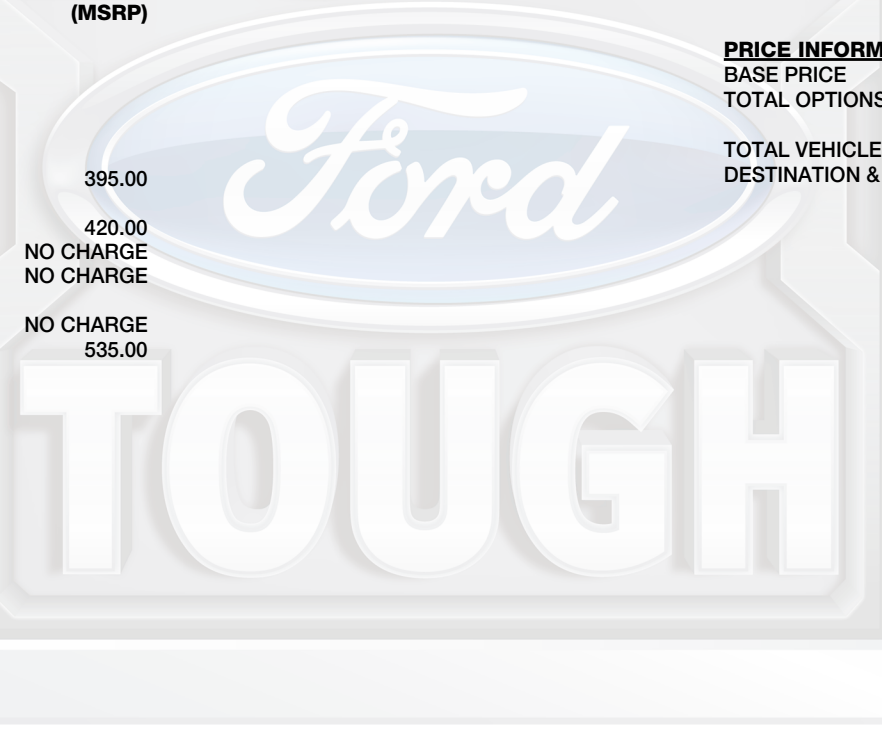 (MSRP)
395.00
420.00
NO CHARGE
NO CHARGE
NO CHARGE
535.00
PRICE INFORM
BASE PRICE
TOTAL OPTIONS
TOTAL VEHICLE
DESTINATION &
Ford
TOUGH